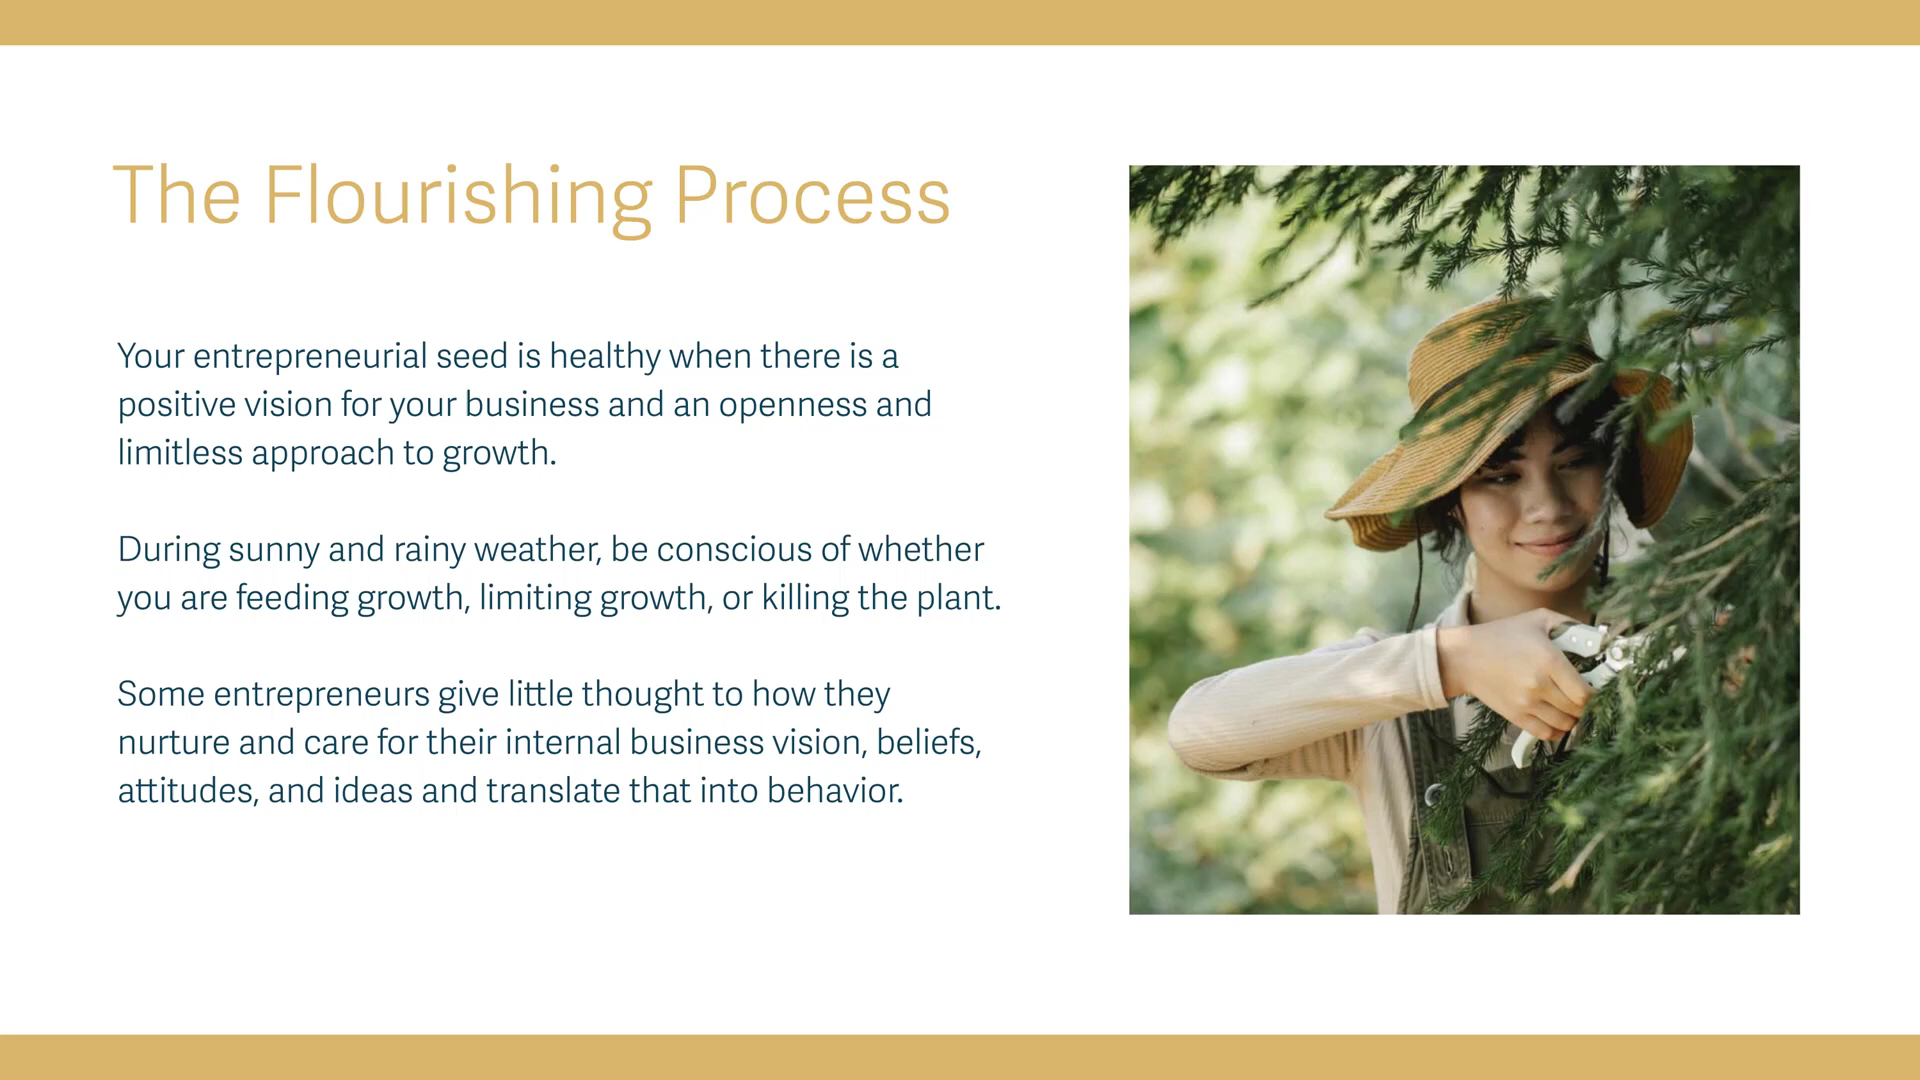 The Flourishing Process
Your entrepreneurial seed is healthy when there is a
positive vision for your business and an openness and
limitless approach to growth.
During sunny and rainy weather, be conscious of whether
you are feeding growth, limiting growth, or killing the plant.
Some entrepreneurs give little thought to how they
nurture and care for their internal business vision, beliefs,
attitudes, and ideas and translate that into behavior.